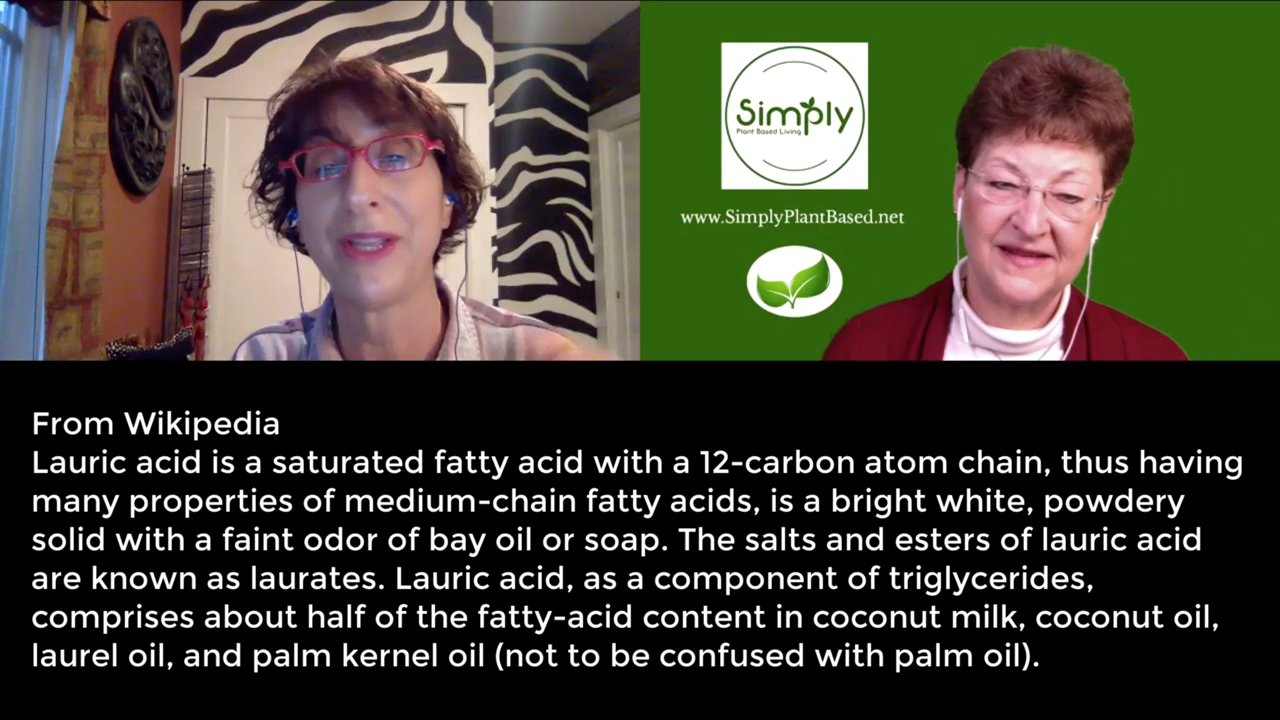 Simply
Plant Based Living
www.SimplyPlantBased.net
From Wikipedia
Lauric acid is a saturated fatty acid with a 12-carbon atom chain, thus having
many properties of medium-chain fatty acids, is a bright white, powdery
solid with a faint odor of bay oil or soap. The salts and esters of lauric acid
are known as laurates. Lauric acid, as a component of triglycerides,
comprises about half of the fatty-acid content in coconut milk, coconut oil,
laurel oil, and palm kernel oil (not to be confused with palm oil).